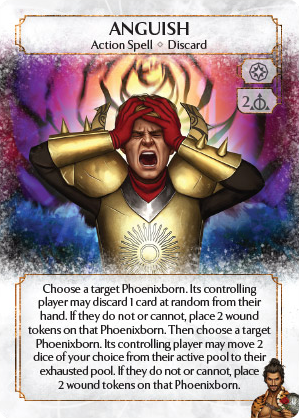 ANGUISH
Action Spell ⟐ Discard
2
Choose a target Phoenixborn. Its controlling
player may discard 1 card at random from their
hand. If they do not or cannot, place 2 wound
tokens on that Phoenixborn. Then choose a target
Phoenixborn. Its controlling player may move 2
dice of your choice from their active pool to their
exhausted pool. If they do not or cannot, place
2 wound tokens on that Phoenixborn.